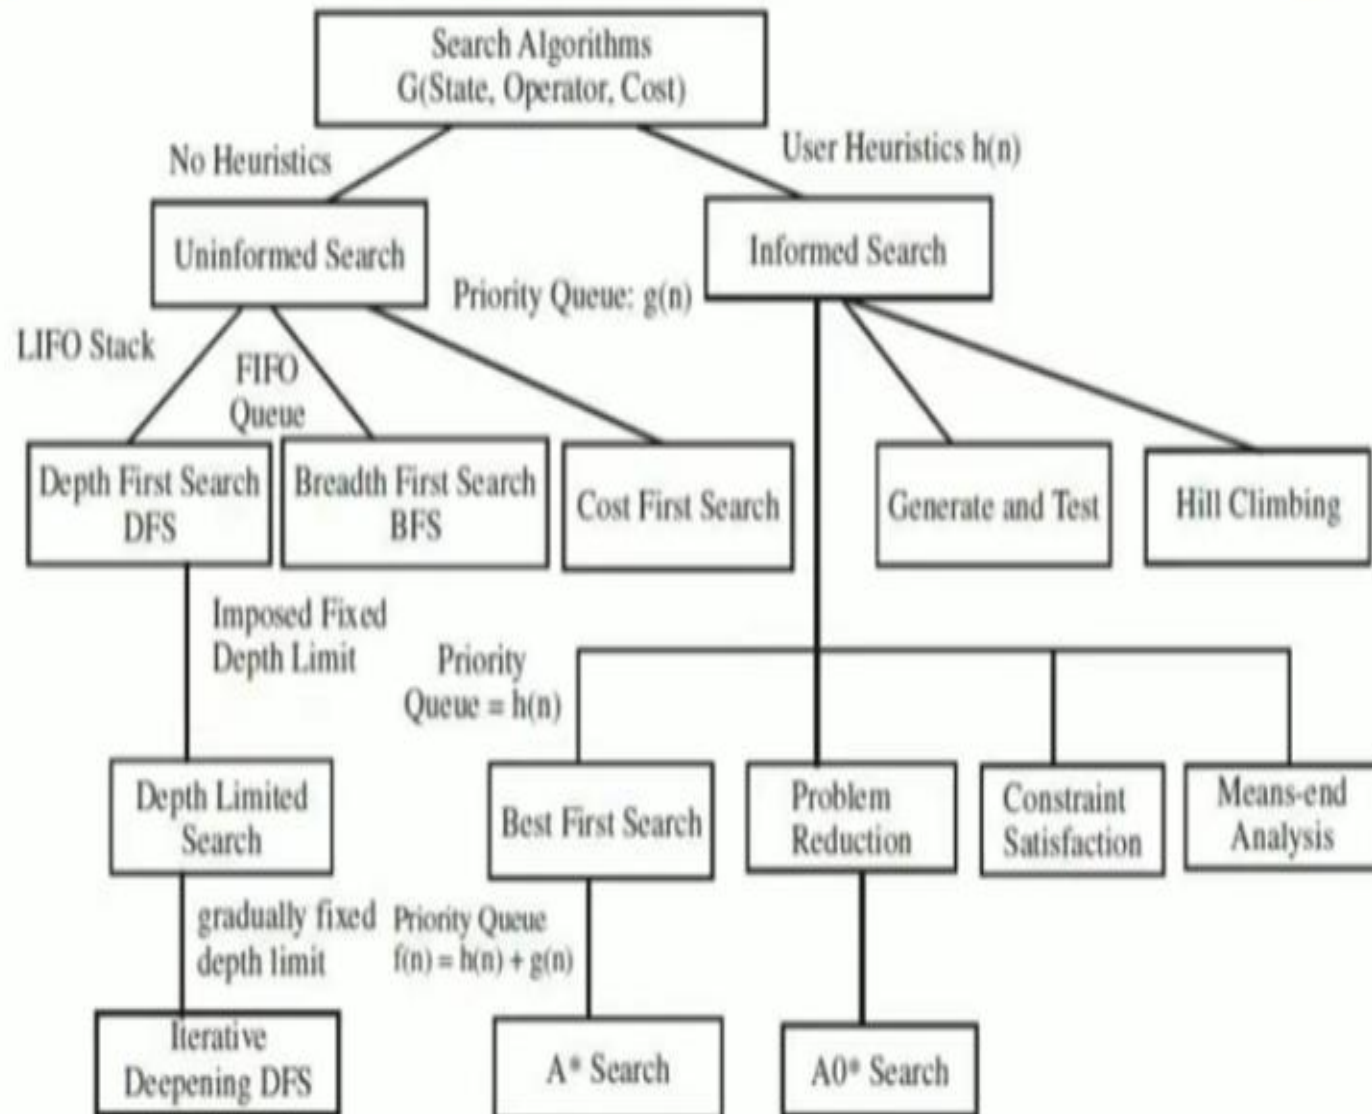 Search Algorithms
G(State, Operator, Cost)
No Heuristics
User Heuristics h(n)
Uninformed Search
Informed Search
Priority Queue: g(n)
LIFO Stack
FIFO
Queue
Depth First Search
DFS
Breadth First Search
BFS
Cost First Search
Generate and Test
Hill Climbing
Imposed Fixed
Depth Limit
Priority
Queue = h(n)
Depth Limited
Search
Best First Search
Problem
Reduction
Constraint
Satisfaction
Means-end
Analysis
gradually fixed
depth limit
Priority Queue
f(n) = h(n) + g(n)
Iterative
Deepening DFS
A* Search
A0* Search